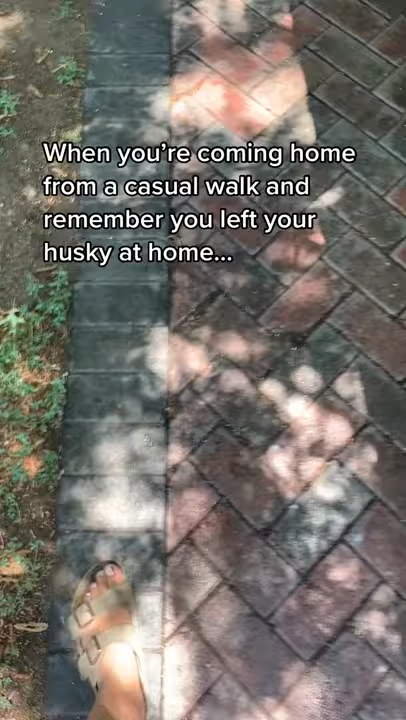 When you’re coming home
from a casual walk and
remember you left your
husky at home...